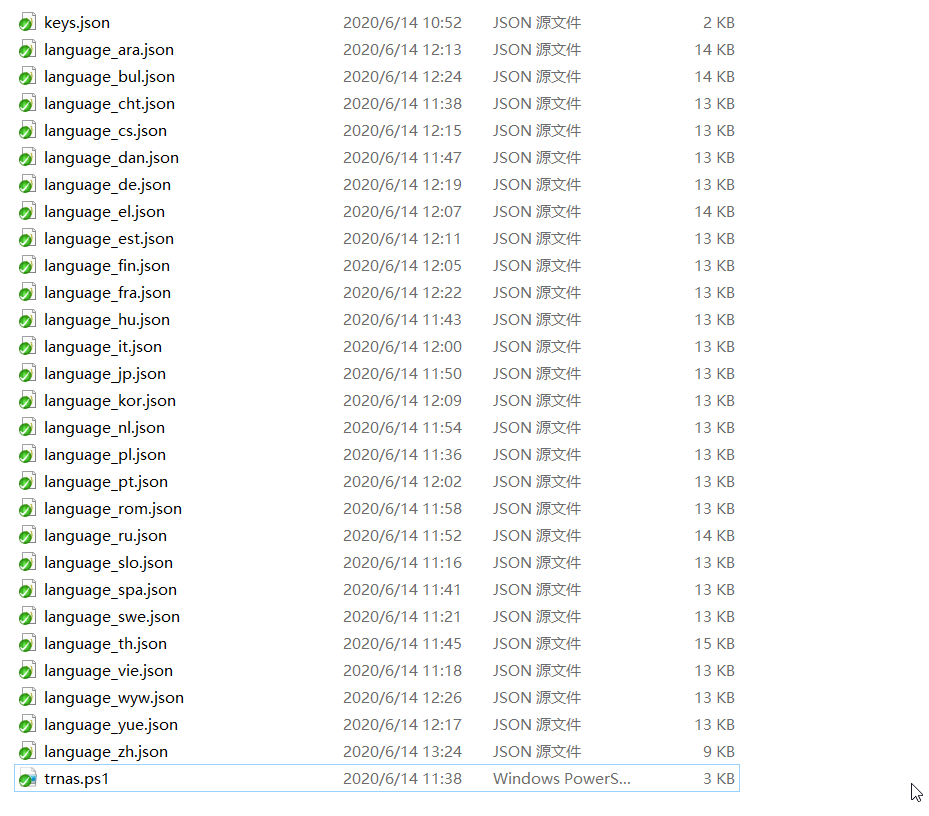 keys.json 2020/6/14 10:52 JSON 源文件 2 KB
language_ara.json 2020/6/14 12:13 JSON 源文件 14 KB
language_bul.json 2020/6/14 12:24 JSON 源文件 14 KB
language_cht.json 2020/6/14 11:38 JSON 源文件 13 KB
language_cs.json 2020/6/14 12:15 JSON 源文件 13 KB
language_dan.json 2020/6/14 11:47 JSON 源文件 13 KB
language_de.json 2020/6/14 12:19 JSON 源文件 13 KB
language_el.json 2020/6/14 12:07 JSON 源文件 14 KB
language_est.json 2020/6/14 12:11 JSON 源文件 13 KB
language_fin.json 2020/6/14 12:05 JSON 源文件 13 KB
language_fra.json 2020/6/14 12:22 JSON 源文件 13 KB
language_hu.json 2020/6/14 11:43 JSON 源文件 13 KB
language_it.json 2020/6/14 12:00 JSON 源文件 13 KB
language_jp.json 2020/6/14 11:50 JSON 源文件 13 KB
language_kor.json 2020/6/14 12:09 JSON 源文件 13 KB
language_nl.json 2020/6/14 11:54 JSON 源文件 13 KB
language_pl.json 2020/6/14 11:36 JSON 源文件 13 KB
language_pt.json 2020/6/14 12:02 JSON 源文件 13 KB
language_rom.json 2020/6/14 11:58 JSON 源文件 13 KB
language_ru.json 2020/6/14 11:52 JSON 源文件 14 KB
language_slo.json 2020/6/14 11:16 JSON 源文件 13 KB
language_spa.json 2020/6/14 11:41 JSON 源文件 13 KB
language_swe.json 2020/6/14 11:21 JSON 源文件 13 KB
language_th.json 2020/6/14 11:45 JSON 源文件 15 KB
language_vie.json 2020/6/14 11:18 JSON 源文件 13 KB
language_wyw.json 2020/6/14 12:26 JSON 源文件 13 KB
language_yue.json 2020/6/14 12:17 JSON 源文件 13 KB
language_zh.json 2020/6/14 13:24 JSON 源文件 9 KB
trnas.ps1 2020/6/14 11:38 Windows PowerS... 3 KB